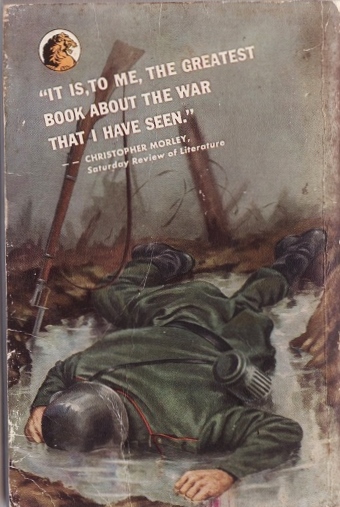 “IT IS, TO ME, THE GREATEST
BOOK ABOUT THE WAR
THAT I HAVE SEEN.”
— CHRISTOPHER MORLEY,
Saturday Review of Literature